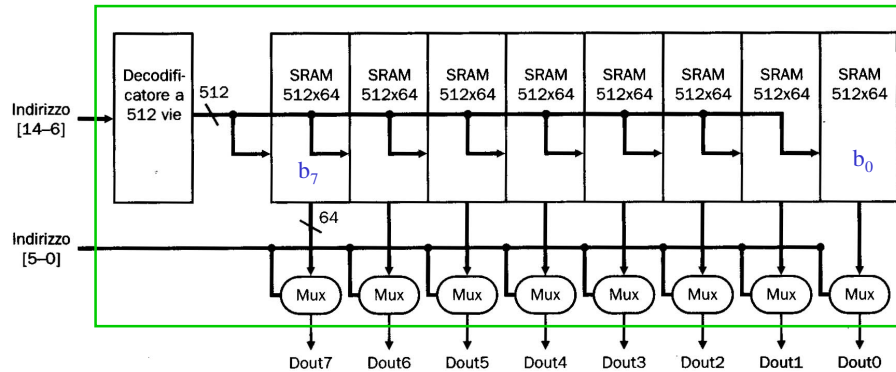 Decodifi-
catore a
512 vie
512
SRAM
512x64
SRAM
512x64
SRAM
512x64
SRAM
512x64
SRAM
512x64
SRAM
512x64
SRAM
512x64
SRAM
512x64
Indirizzo
[14–6]
b7
b0
64
Indirizzo
[5–0]
Mux
Mux
Mux
Mux
Mux
Mux
Mux
Mux
Dout7
Dout6
Dout5
Dout4
Dout3
Dout2
Dout1
Dout0